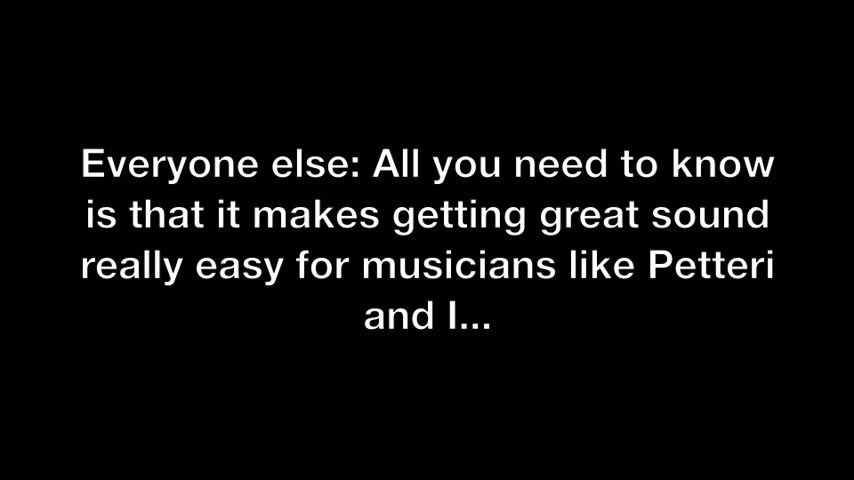 Everyone else: All you need to know
is that it makes getting great sound
really easy for musicians like Petteri
and I...